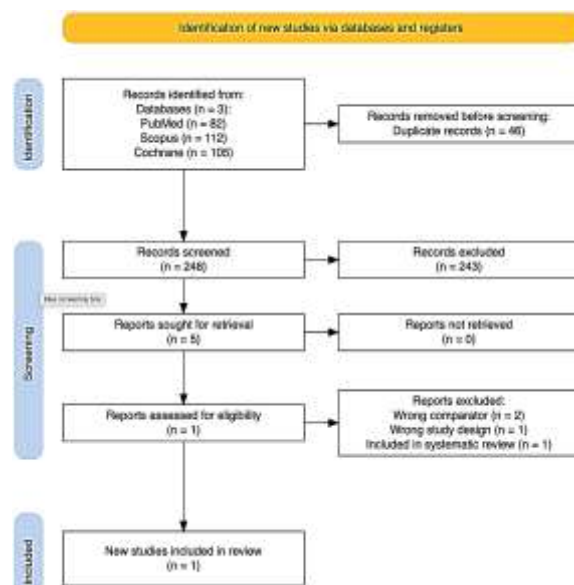 Identification of new studies via databases and registers
Identification
Records identified from:
Databases (n = 3):
PubMed (n = 82)
Scopus (n = 112)
Cochrane (n = 106)
Records removed before screening:
Duplicate records (n = 46)
Screening
Records screened
(n = 248)
Records excluded
(n = 243)
Reports sought for retrieval
(n = 5)
Reports not retrieved
(n = 0)
Reports assessed for eligibility
(n = 1)
Reports excluded:
Wrong comparator (n = 2)
Wrong study design (n = 1)
Included in systematic review (n = 1)
Included
New studies included in review
(n = 1)